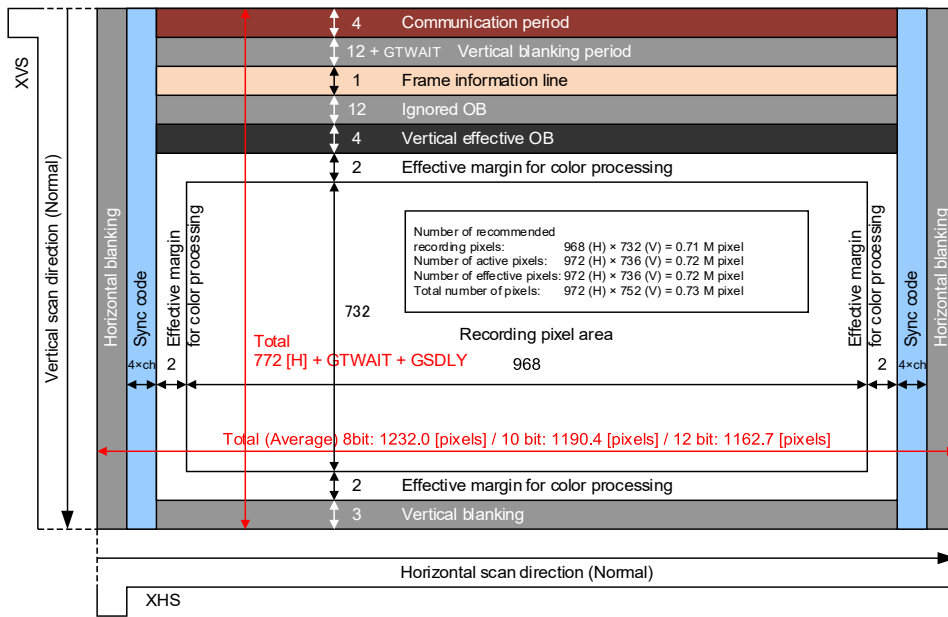 XVS
Vertical scan direction (Normal)
4 Communication period
12 + GTWAIT Vertical blanking period
1 Frame information line
12 Ignored OB
4 Vertical effective OB
2 Effective margin for color processing
Horizontal blanking
Sync code
Effective margin
for color processing
Number of recommended
recording pixels: 968 (H) × 732 (V) = 0.71 M pixel
Number of active pixels: 972 (H) × 736 (V) = 0.72 M pixel
Number of effective pixels: 972 (H) × 736 (V) = 0.72 M pixel
Total number of pixels: 972 (H) × 752 (V) = 0.73 M pixel
Effective margin
for color processing
Sync code
Horizontal blanking
732
Recording pixel area
Total
772 [H] + GTWAIT + GSDLY
4×ch
2
968
2
4×ch
Total (Average) 8bit: 1232.0 [pixels] / 10 bit: 1190.4 [pixels] / 12 bit: 1162.7 [pixels]
2 Effective margin for color processing
3 Vertical blanking
Horizontal scan direction (Normal)
XHS